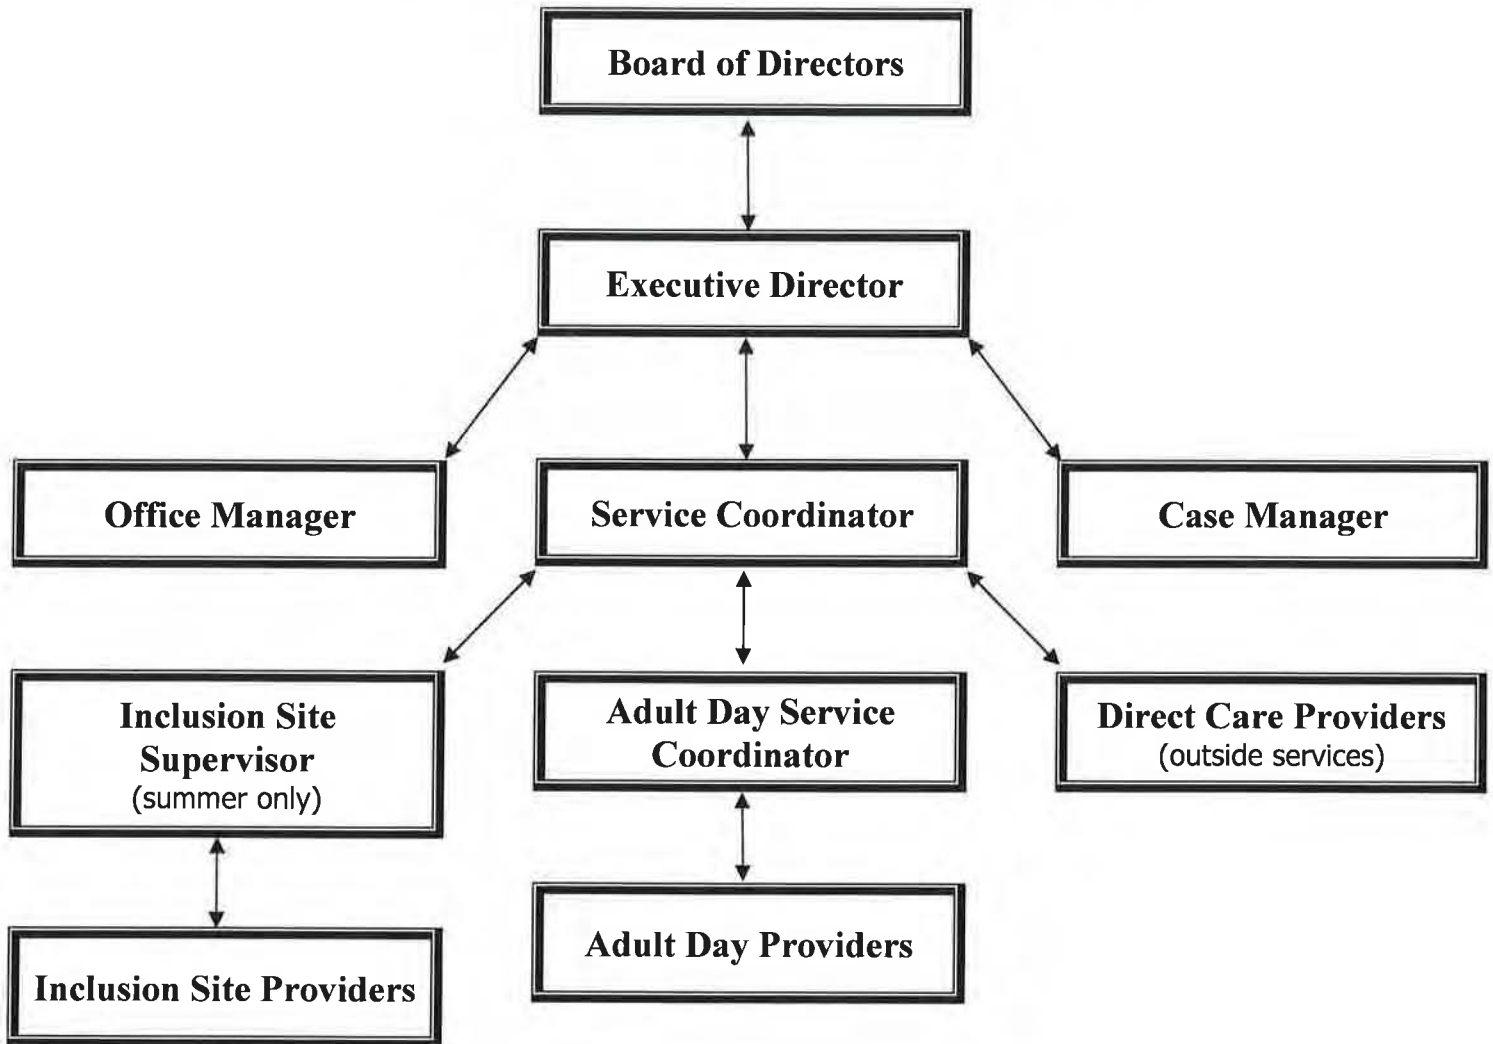 Board of Directors
Executive Director
Office Manager
Service Coordinator
Case Manager
Inclusion Site
Supervisor
(summer only)
Adult Day Service
Coordinator
Direct Care Providers
(outside services)
Adult Day Providers
Inclusion Site Providers